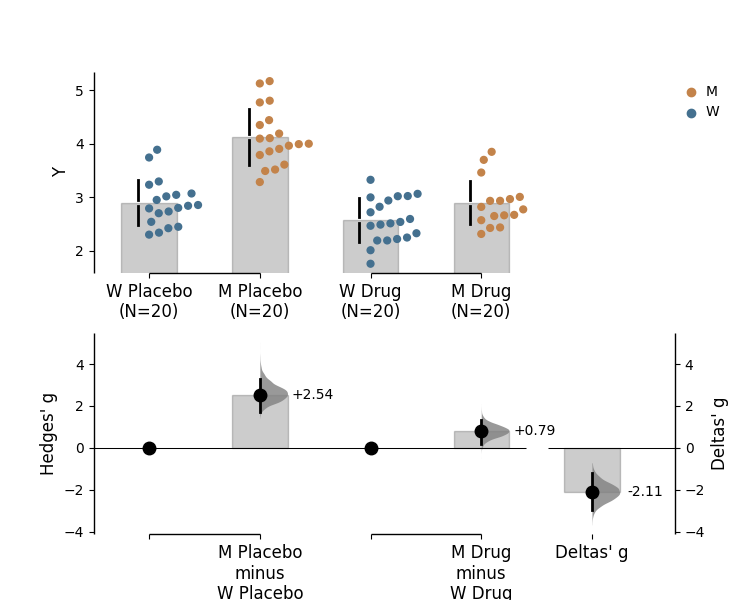 5
4
3
2
Y
M
W
W Placebo
(N=20)
M Placebo
(N=20)
W Drug
(N=20)
M Drug
(N=20)
4
2
0
−2
−4
Hedges' g
+2.54
+0.79
-2.11
4
2
0
−2
−4
Deltas' g
M Placebo
minus
W Placebo
M Drug
minus
W Drug
Deltas' g